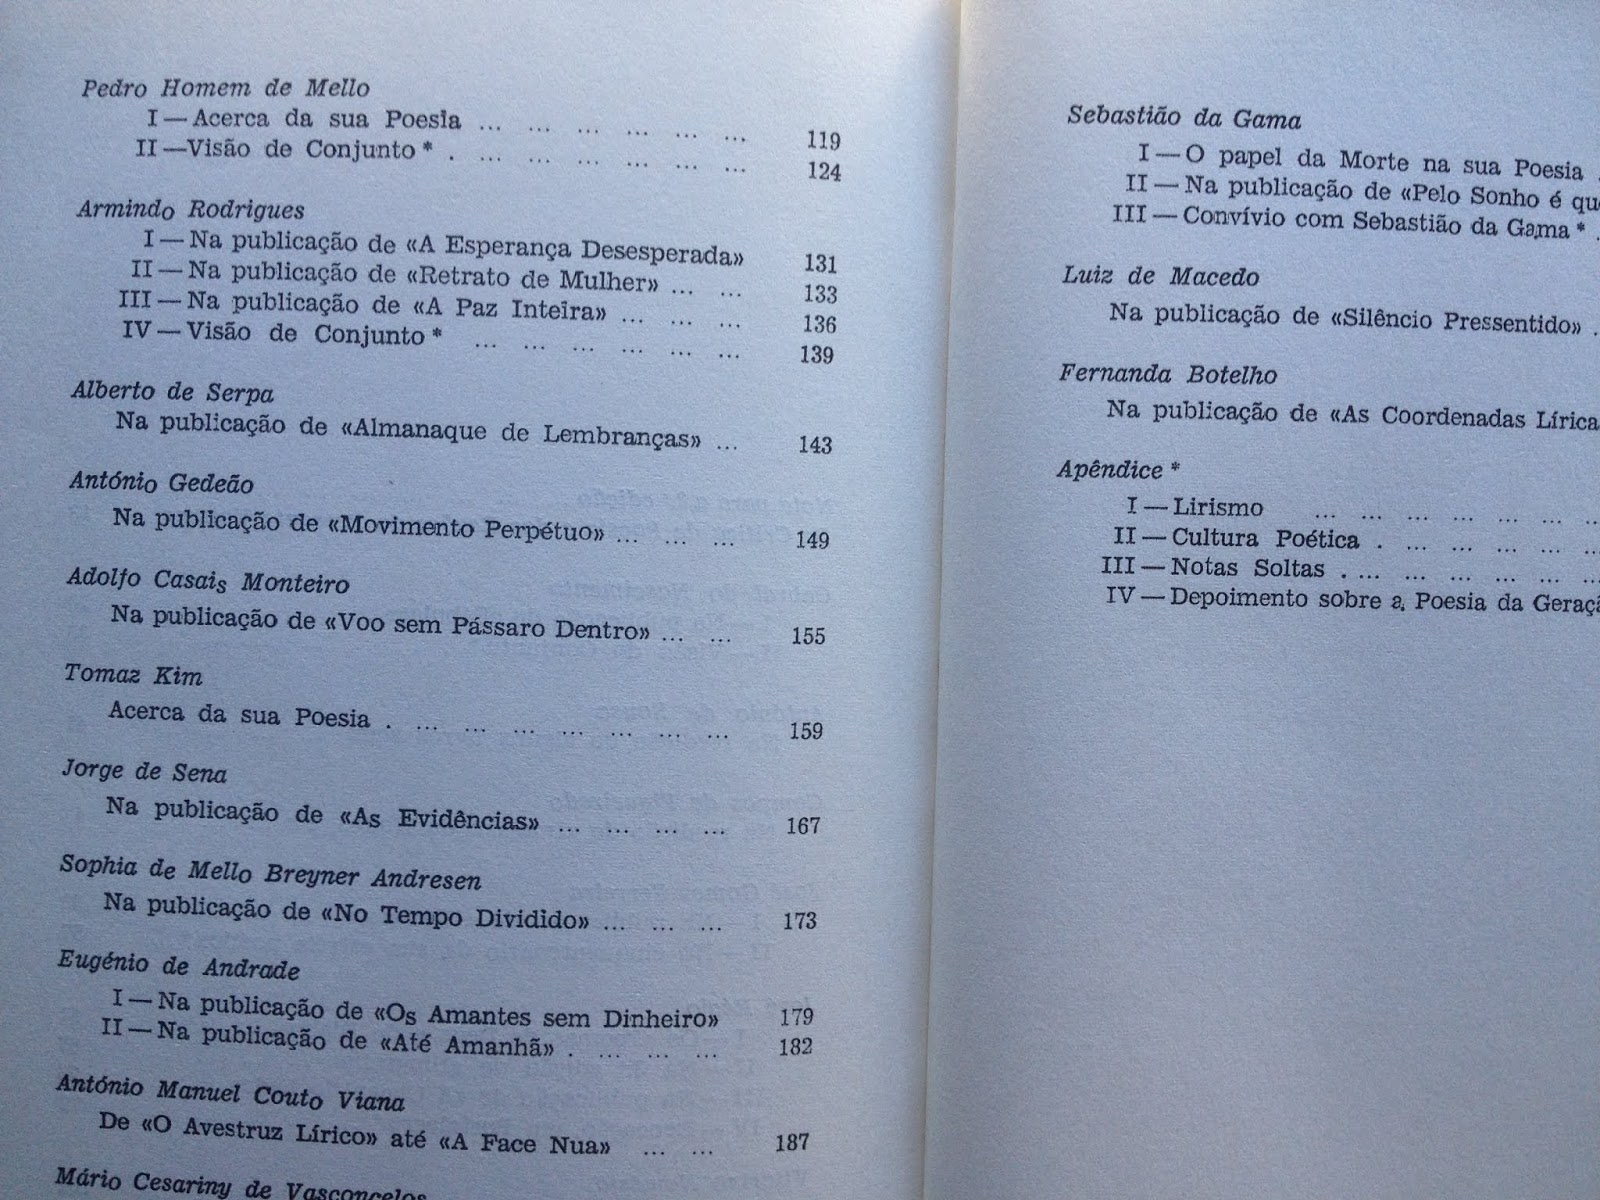 Pedro Homem de Mello
I — Acerca da sua Poesia ... ... ... ... ... ... 119
II — Visão de Conjunto * . ... ... ... ... ... ... 124
Armindo Rodrigues
I — Na publicação de «A Esperança Desesperada» 131
II — Na publicação de «Retrato de Mulher» ... ... 133
III — Na publicação de «A Paz Inteira» ... ... ... 136
IV — Visão de Conjunto * ... ... ... ... ... ... 139
Alberto de Serpa
Na publicação de «Almanaque de Lembranças» ... 143
António Gedeão
Na publicação de «Movimento Perpétuo» ... ... ... 149
Adolfo Casais Monteiro
Na publicação de «Voo sem Pássaro Dentro» ... ... 155
Tomaz Kim
Acerca da sua Poesia . ... ... ... ... ... ... ... 159
Jorge de Sena
Na publicação de «As Evidências» ... ... ... ... 167
Sophia de Mello Breyner Andresen
Na publicação de «No Tempo Dividido» ... ... ... 173
Eugénio de Andrade
I — Na publicação de «Os Amantes sem Dinheiro» 179
II — Na publicação de «Até Amanhã» . ... ... ... 182
António Manuel Couto Viana
De «O Avestruz Lírico» até «A Face Nua» ... ... 187
Mário Cesariny de Vasconcelos
Sebastião da Gama
I — O papel da Morte na sua Poesia .
II — Na publicação de «Pelo Sonho é que
III — Convívio com Sebastião da Gama * .
Luiz de Macedo
Na publicação de «Silêncio Pressentido» .
Fernanda Botelho
Na publicação de «As Coordenadas Lírica
Apêndice *
I — Lirismo ... ... ... ... ... ... ...
II — Cultura Poética . ... ... ... ... ...
III — Notas Soltas . ... ... ... ... ... ...
IV — Depoimento sobre a Poesia da Geraçã